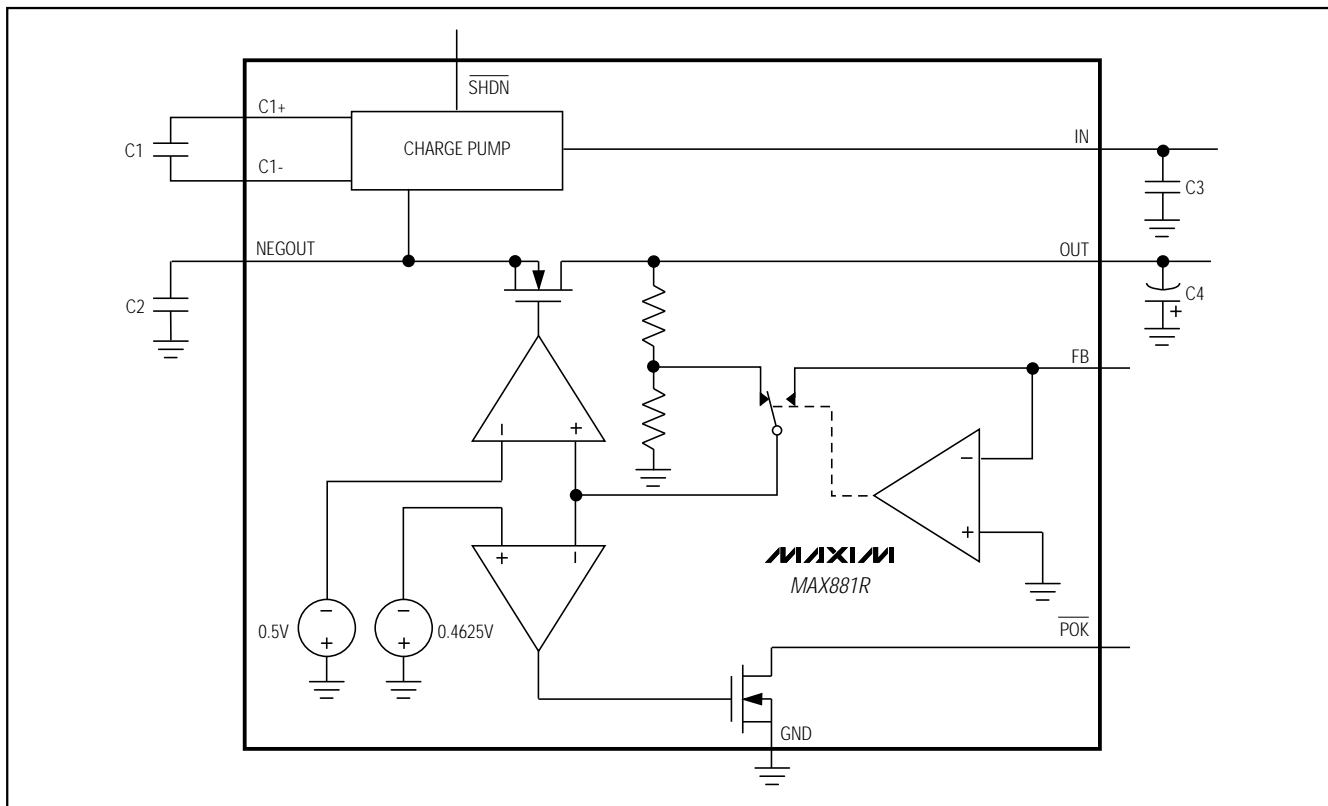 SHDN
C1+
C1
CHARGE PUMP
IN
C1-
C3
NEGOUT
OUT
C2
C4
+
FB
– +
–
+ –
+
MAXIM
MAX881R
–
+
0.5V
–
+
0.4625V
POK
GND